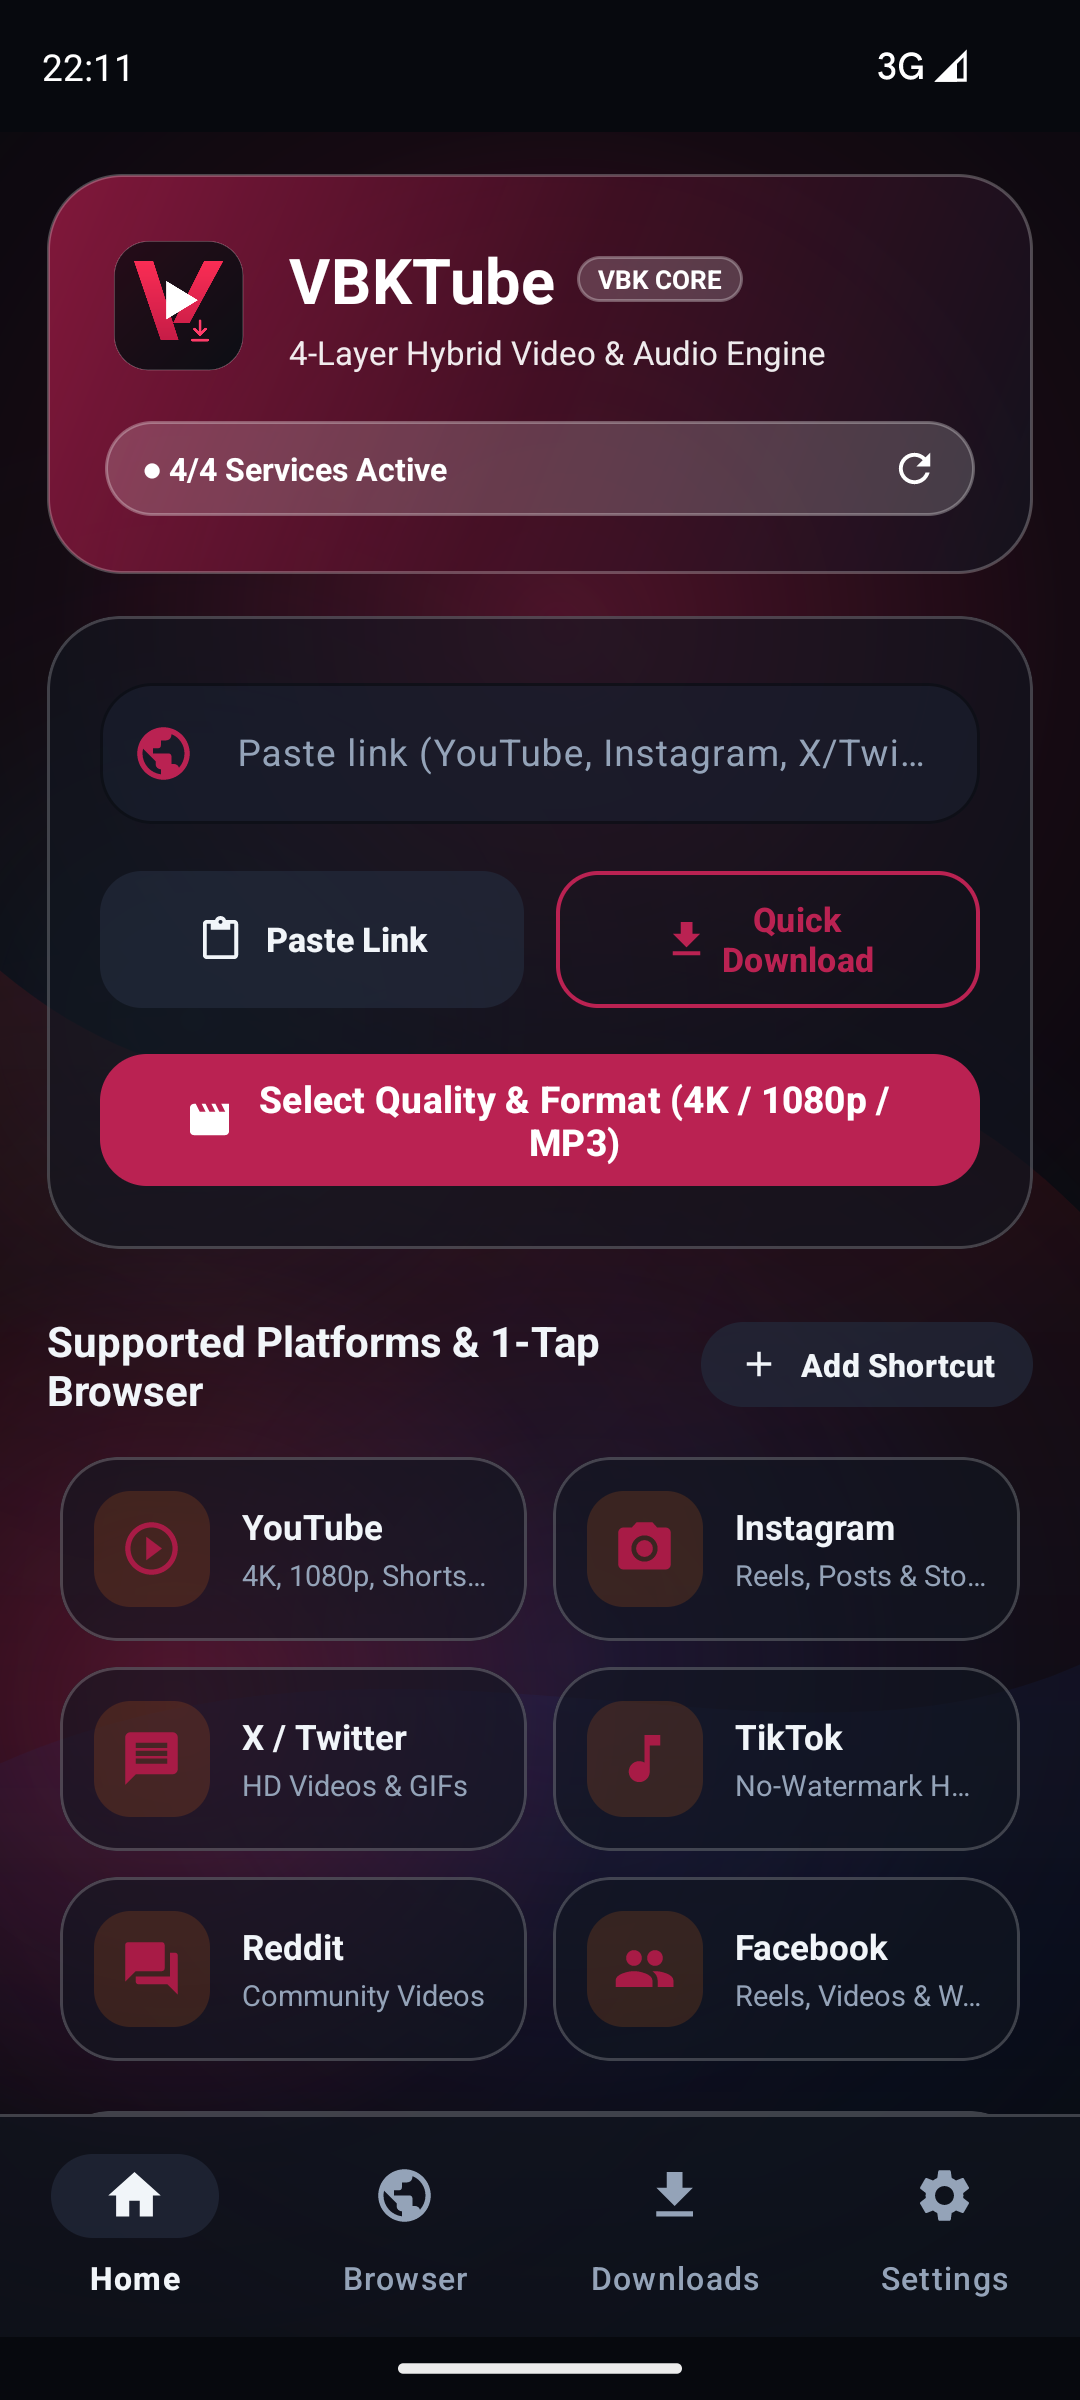 22:11
3G
VBKTube
VBK CORE
4-Layer Hybrid Video & Audio Engine
4/4 Services Active
Paste link (YouTube, Instagram, X/Twi…
Paste Link
Quick
Download
Select Quality & Format (4K / 1080p /
MP3)
Supported Platforms & 1-Tap
Browser
Add Shortcut
YouTube
4K, 1080p, Shorts…
Instagram
Reels, Posts & Sto…
X / Twitter
HD Videos & GIFs
TikTok
No-Watermark H…
Reddit
Community Videos
Facebook
Reels, Videos & W…
Home
Browser
Downloads
Settings